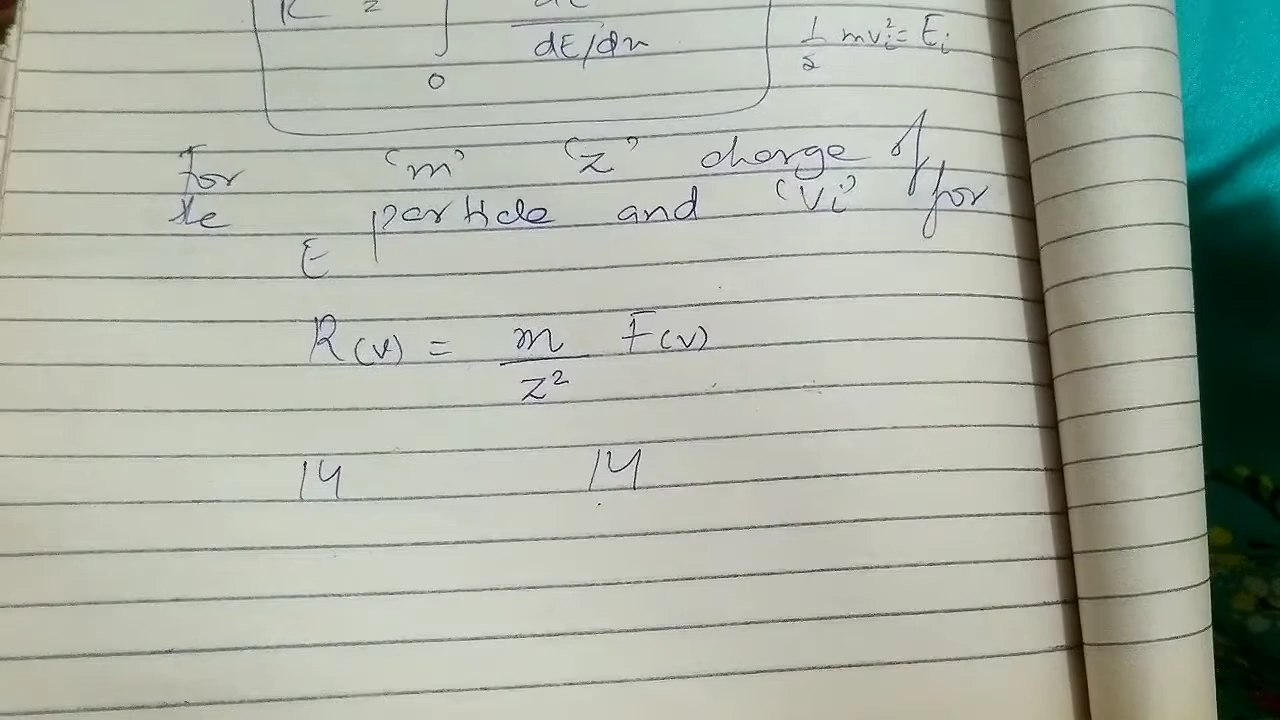 R = ∫
dE/dx ½ mvi² = Ei
0
For 'm' 'z' charge of
the particle and 'Vi' for
E
R(v) = m/z² F(v)
14 14